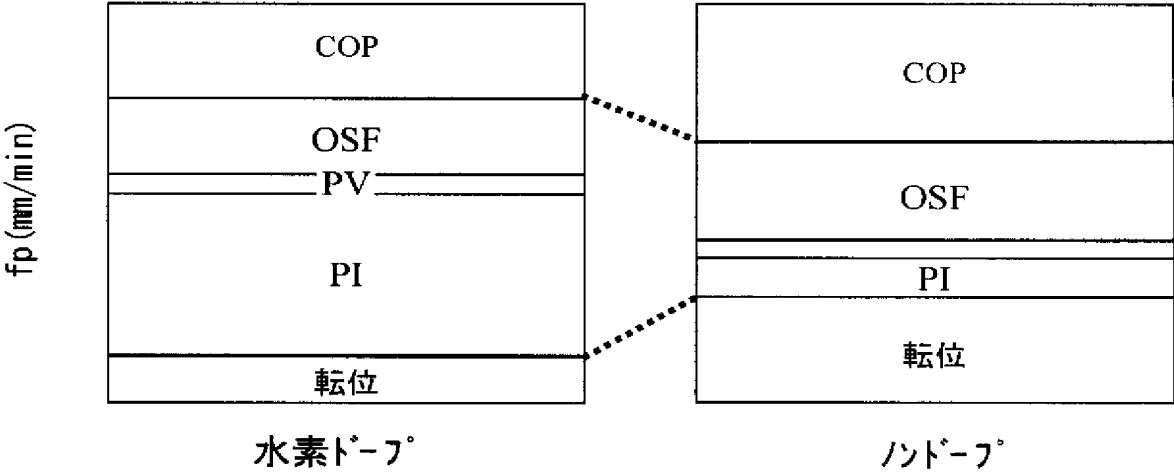 fp(mm/min)
COP
OSF
PV
PI
転位
水素ﾄﾞｰﾌﾟ
COP
OSF
PI
転位
ﾉﾝﾄﾞｰﾌﾟ